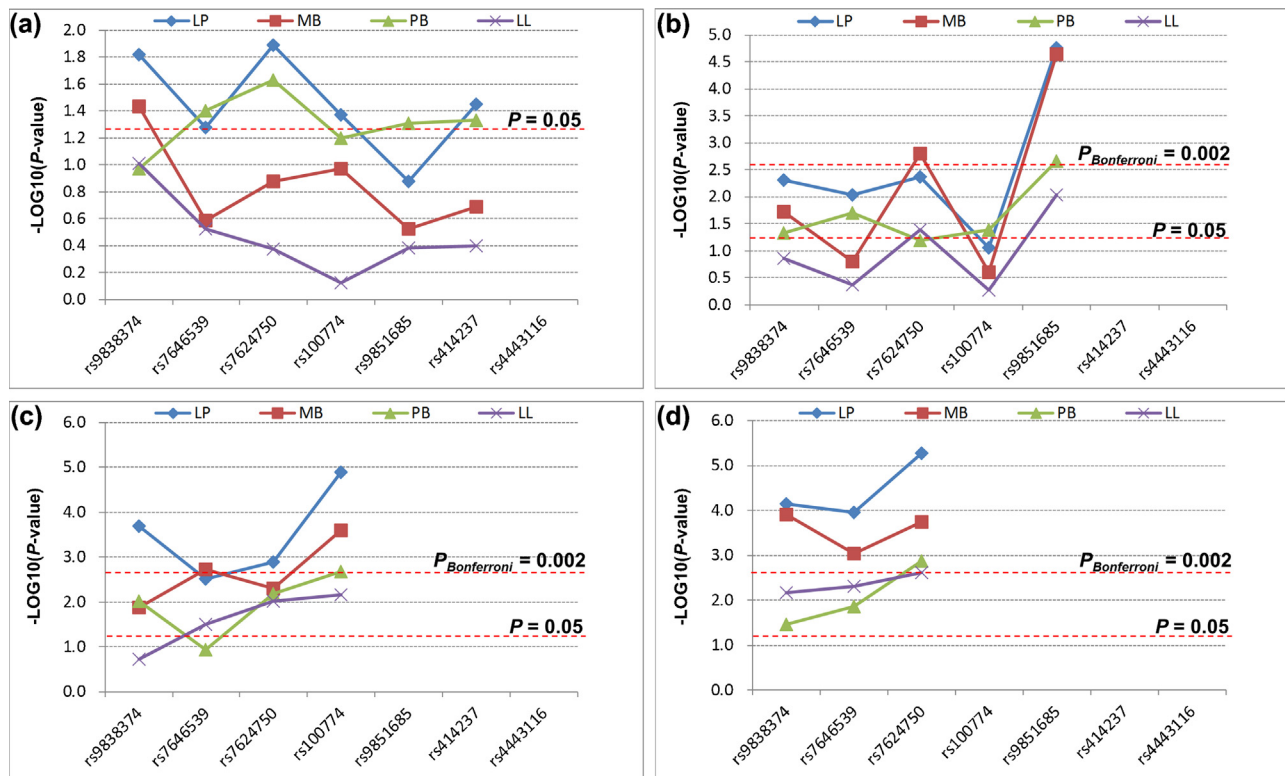 (a)
LP MB PB LL
2.0
1.8
1.6
1.4
1.2
1.0
0.8
0.6
0.4
0.2
0.0
-LOG10(P-value)
P = 0.05
rs9838374 rs7646539 rs7624750 rs100774 rs9851685 rs414237 rs4443116
(b)
LP MB PB LL
5.0
4.5
4.0
3.5
3.0
2.5
2.0
1.5
1.0
0.5
0.0
-LOG10(P-value)
PBonferroni = 0.002
P = 0.05
rs9838374 rs7646539 rs7624750 rs100774 rs9851685 rs414237 rs4443116
(c)
LP MB PB LL
6.0
5.0
4.0
3.0
2.0
1.0
0.0
-LOG10(P-value)
PBonferroni = 0.002
P = 0.05
rs9838374 rs7646539 rs7624750 rs100774 rs9851685 rs414237 rs4443116
(d)
LP MB PB LL
6.0
5.0
4.0
3.0
2.0
1.0
0.0
-LOG10(P-value)
PBonferroni = 0.002
P = 0.05
rs9838374 rs7646539 rs7624750 rs100774 rs9851685 rs414237 rs4443116